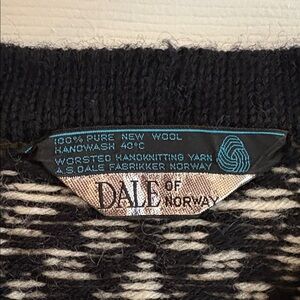 100% PURE NEW WOOL
HANDWASH 40°C
WORSTED HANDKNITTING YARN
A.S. DALE FABRIKKER NORWAY
DALE OF NORWAY